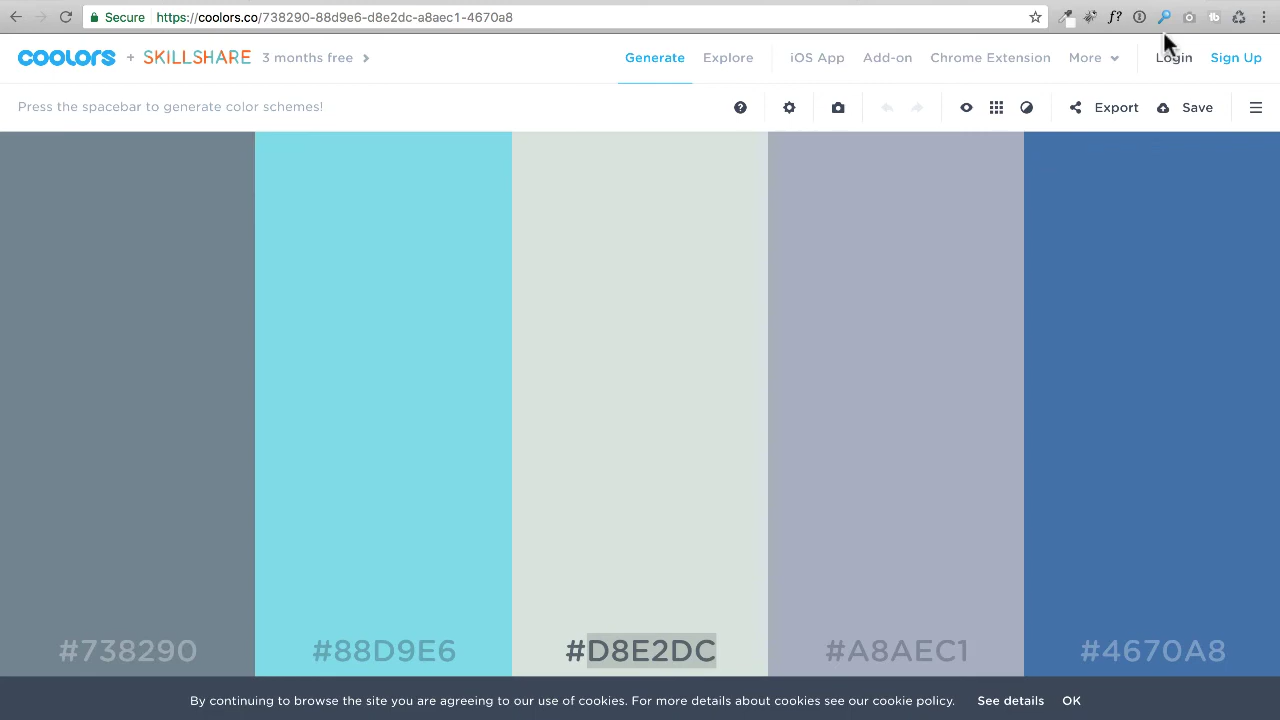 Secure https://coolors.co/738290-88d9e6-d8e2dc-a8aec1-4670a8
coolors + SKILLSHARE 3 months free Generate Explore iOS App Add-on Chrome Extension More Login Sign Up
Press the spacebar to generate color schemes! Export Save
#738290 #88D9E6 #D8E2DC #A8AEC1 #4670A8
By continuing to browse the site you are agreeing to our use of cookies. For more details about cookies see our cookie policy. See details OK